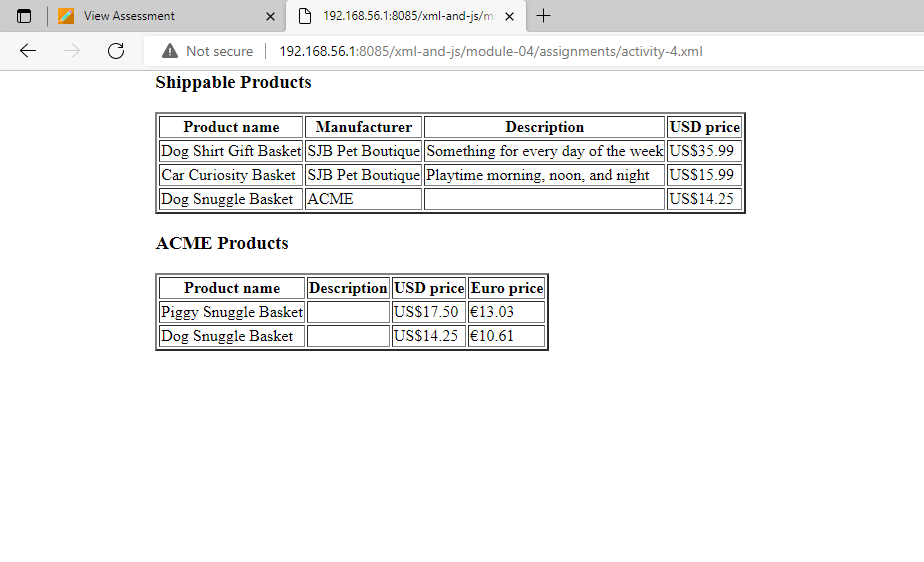 View Assessment
192.168.56.1:8085/xml-and-js/m
Not secure 192.168.56.1:8085/xml-and-js/module-04/assignments/activity-4.xml
Shippable Products
Product name Manufacturer Description USD price
Dog Shirt Gift Basket SJB Pet Boutique Something for every day of the week US$35.99
Car Curiosity Basket SJB Pet Boutique Playtime morning, noon, and night US$15.99
Dog Snuggle Basket ACME US$14.25
ACME Products
Product name Description USD price Euro price
Piggy Snuggle Basket US$17.50 €13.03
Dog Snuggle Basket US$14.25 €10.61